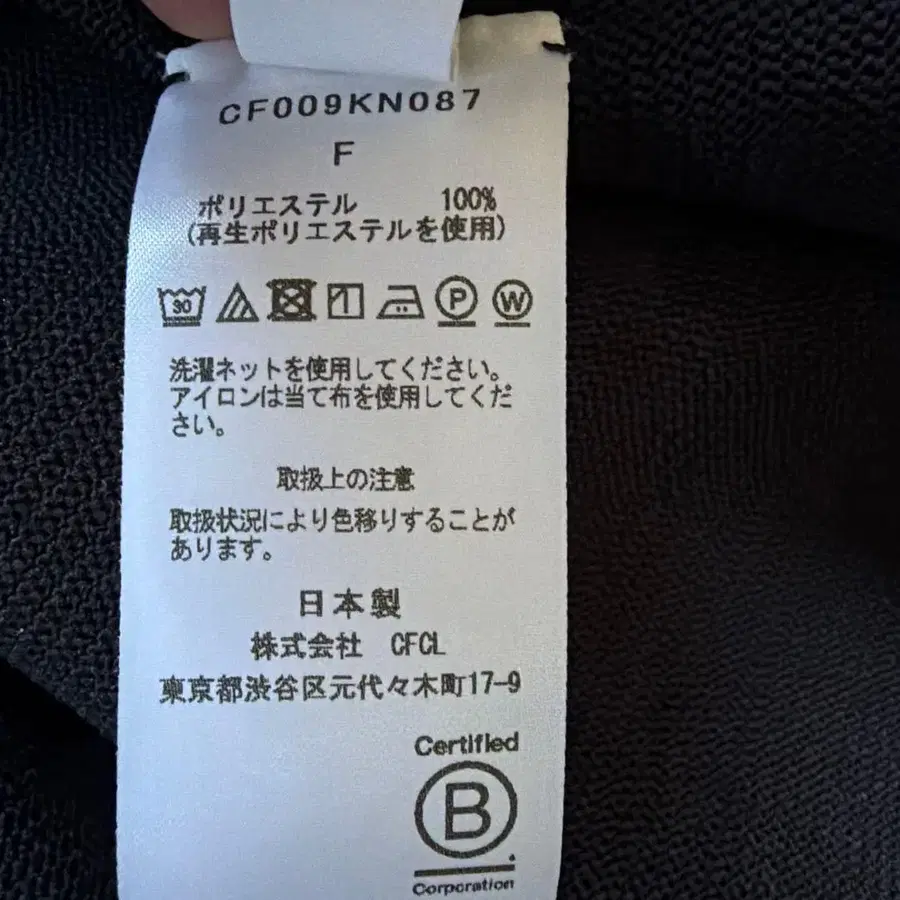 CF009KN087
F
ポリエステル 100%
(再生ポリエステルを使用)
30 P W
洗濯ネットを使用してください。
アイロンは当て布を使用してくだ
さい。
取扱上の注意
取扱状況により色移りすることが
あります。
日本製
株式会社 CFCL
東京都渋谷区元代々木町17-9
Certified
B
Corporation